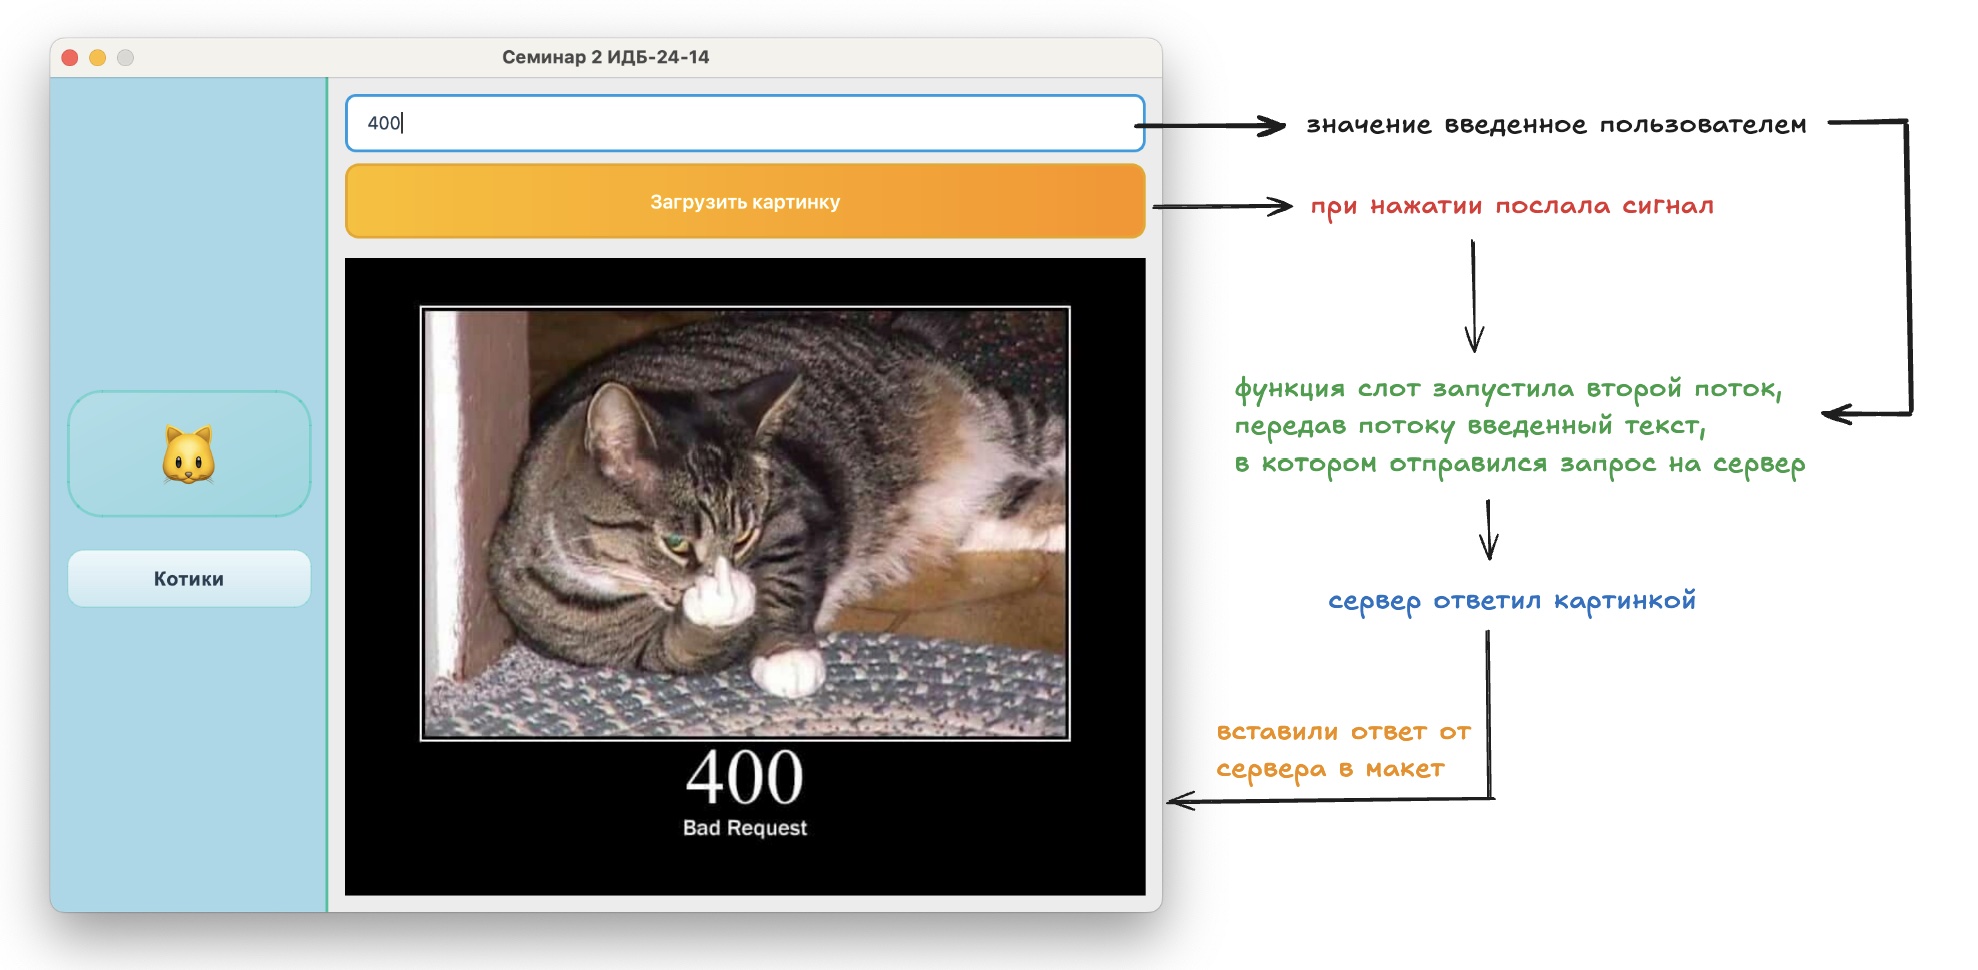 Семинар 2 ИДБ-24-14
400
значение введенное пользователем
Загрузить картинку
при нажатии послала сигнал
функция слот запустила второй поток,
передав потоку введенный текст,
в котором отправился запрос на сервер
Котики
сервер ответил картинкой
вставили ответ от
сервера в макет
400
Bad Request